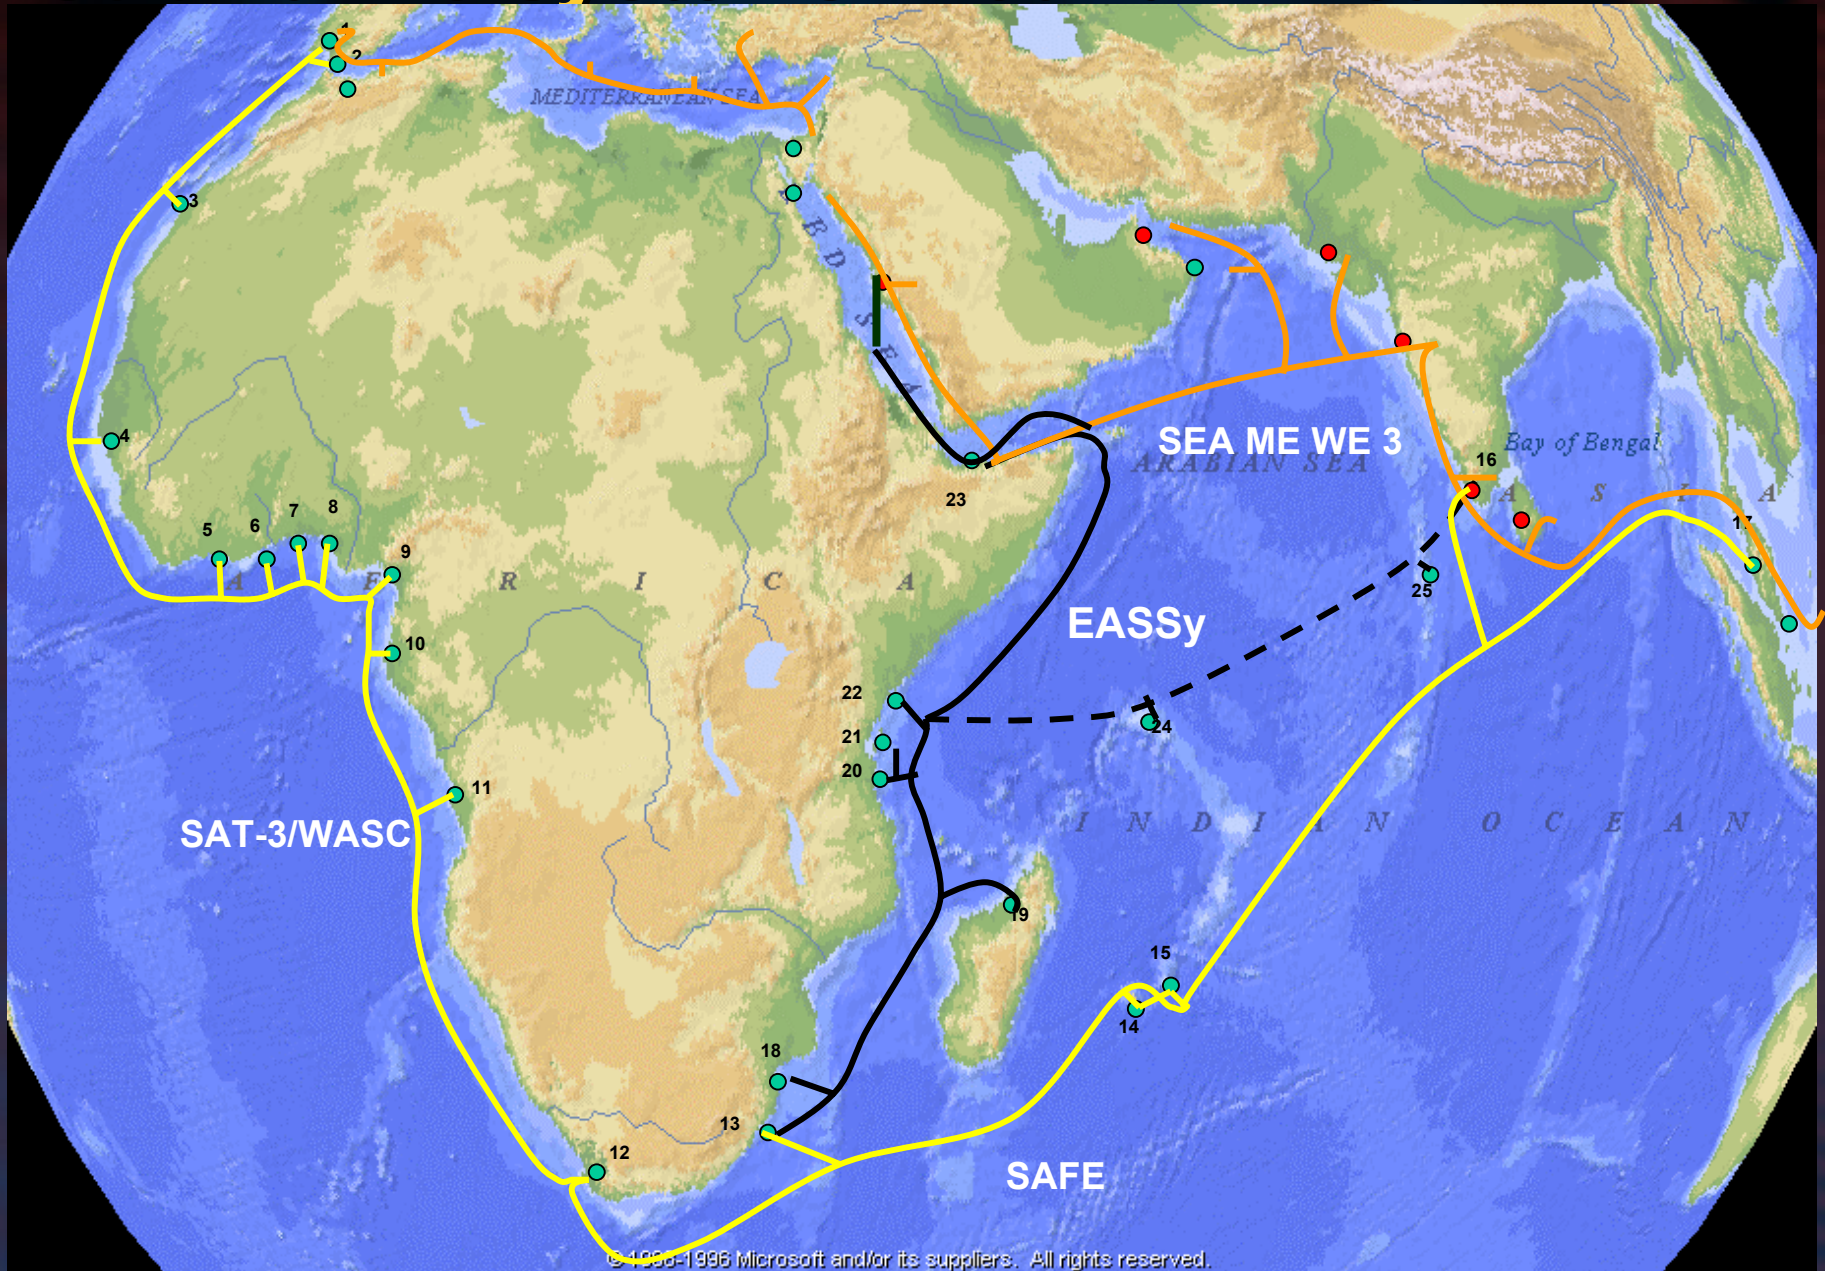 1
2
MEDITERRANEAN SEA
3
R E D S E A
4
SEA ME WE 3
ARABIAN SEA
Bay of Bengal
16
A S I A
17
23
5
6
7
8
9
A F R I C A
EASSy
25
10
22
24
21
20
11
SAT-3/WASC
I N D I A N O C E A N
19
15
14
18
13
12
SAFE
© 1988-1996 Microsoft and/or its suppliers. All rights reserved.